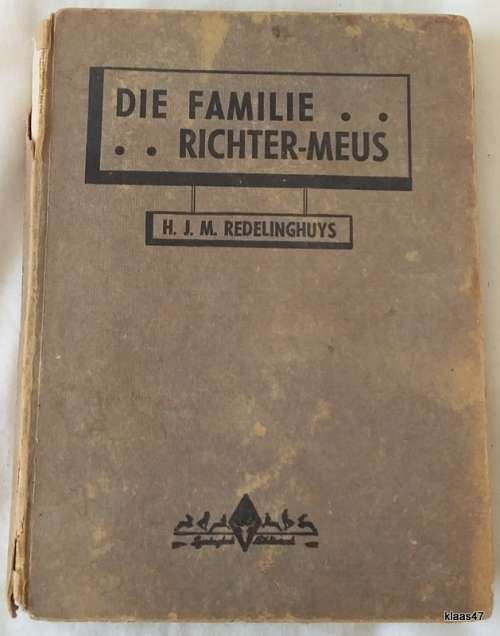 DIE FAMILIE . .
. . RICHTER-MEUS
H. J. M. REDELINGHUYS
klaas47